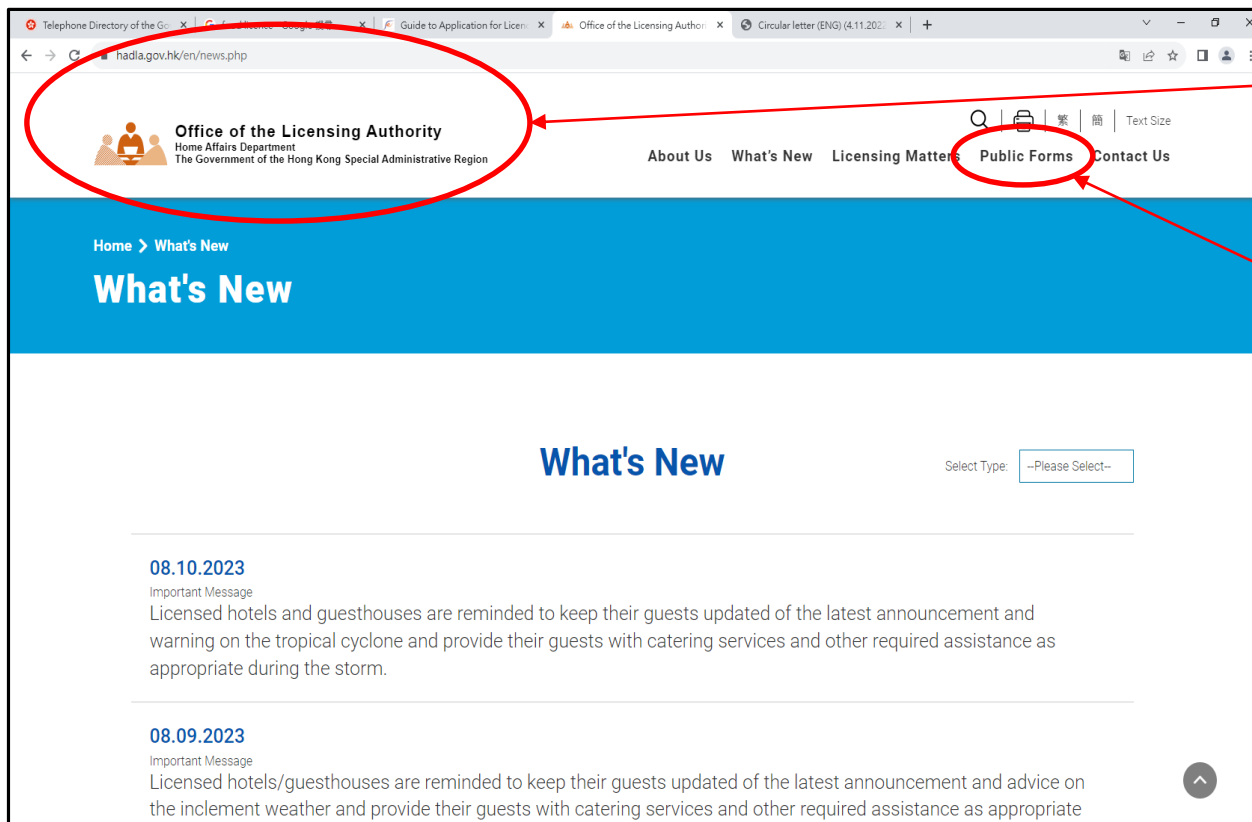 Telephone Directory of the Go
food licence - Google
Guide to Application for Licen
Office of the Licensing Authori
Circular letter (ENG) (4.11.2022
hadla.gov.hk/en/news.php
繁 簡 Text Size
Office of the Licensing Authority
Home Affairs Department
The Government of the Hong Kong Special Administrative Region
About Us What's New Licensing Matters Public Forms Contact Us
Home > What's New
What's New
What's New
Select Type: --Please Select--
08.10.2023
Important Message
Licensed hotels and guesthouses are reminded to keep their guests updated of the latest announcement and
warning on the tropical cyclone and provide their guests with catering services and other required assistance as
appropriate during the storm.
08.09.2023
Important Message
Licensed hotels/guesthouses are reminded to keep their guests updated of the latest announcement and advice on
the inclement weather and provide their guests with catering services and other required assistance as appropriate